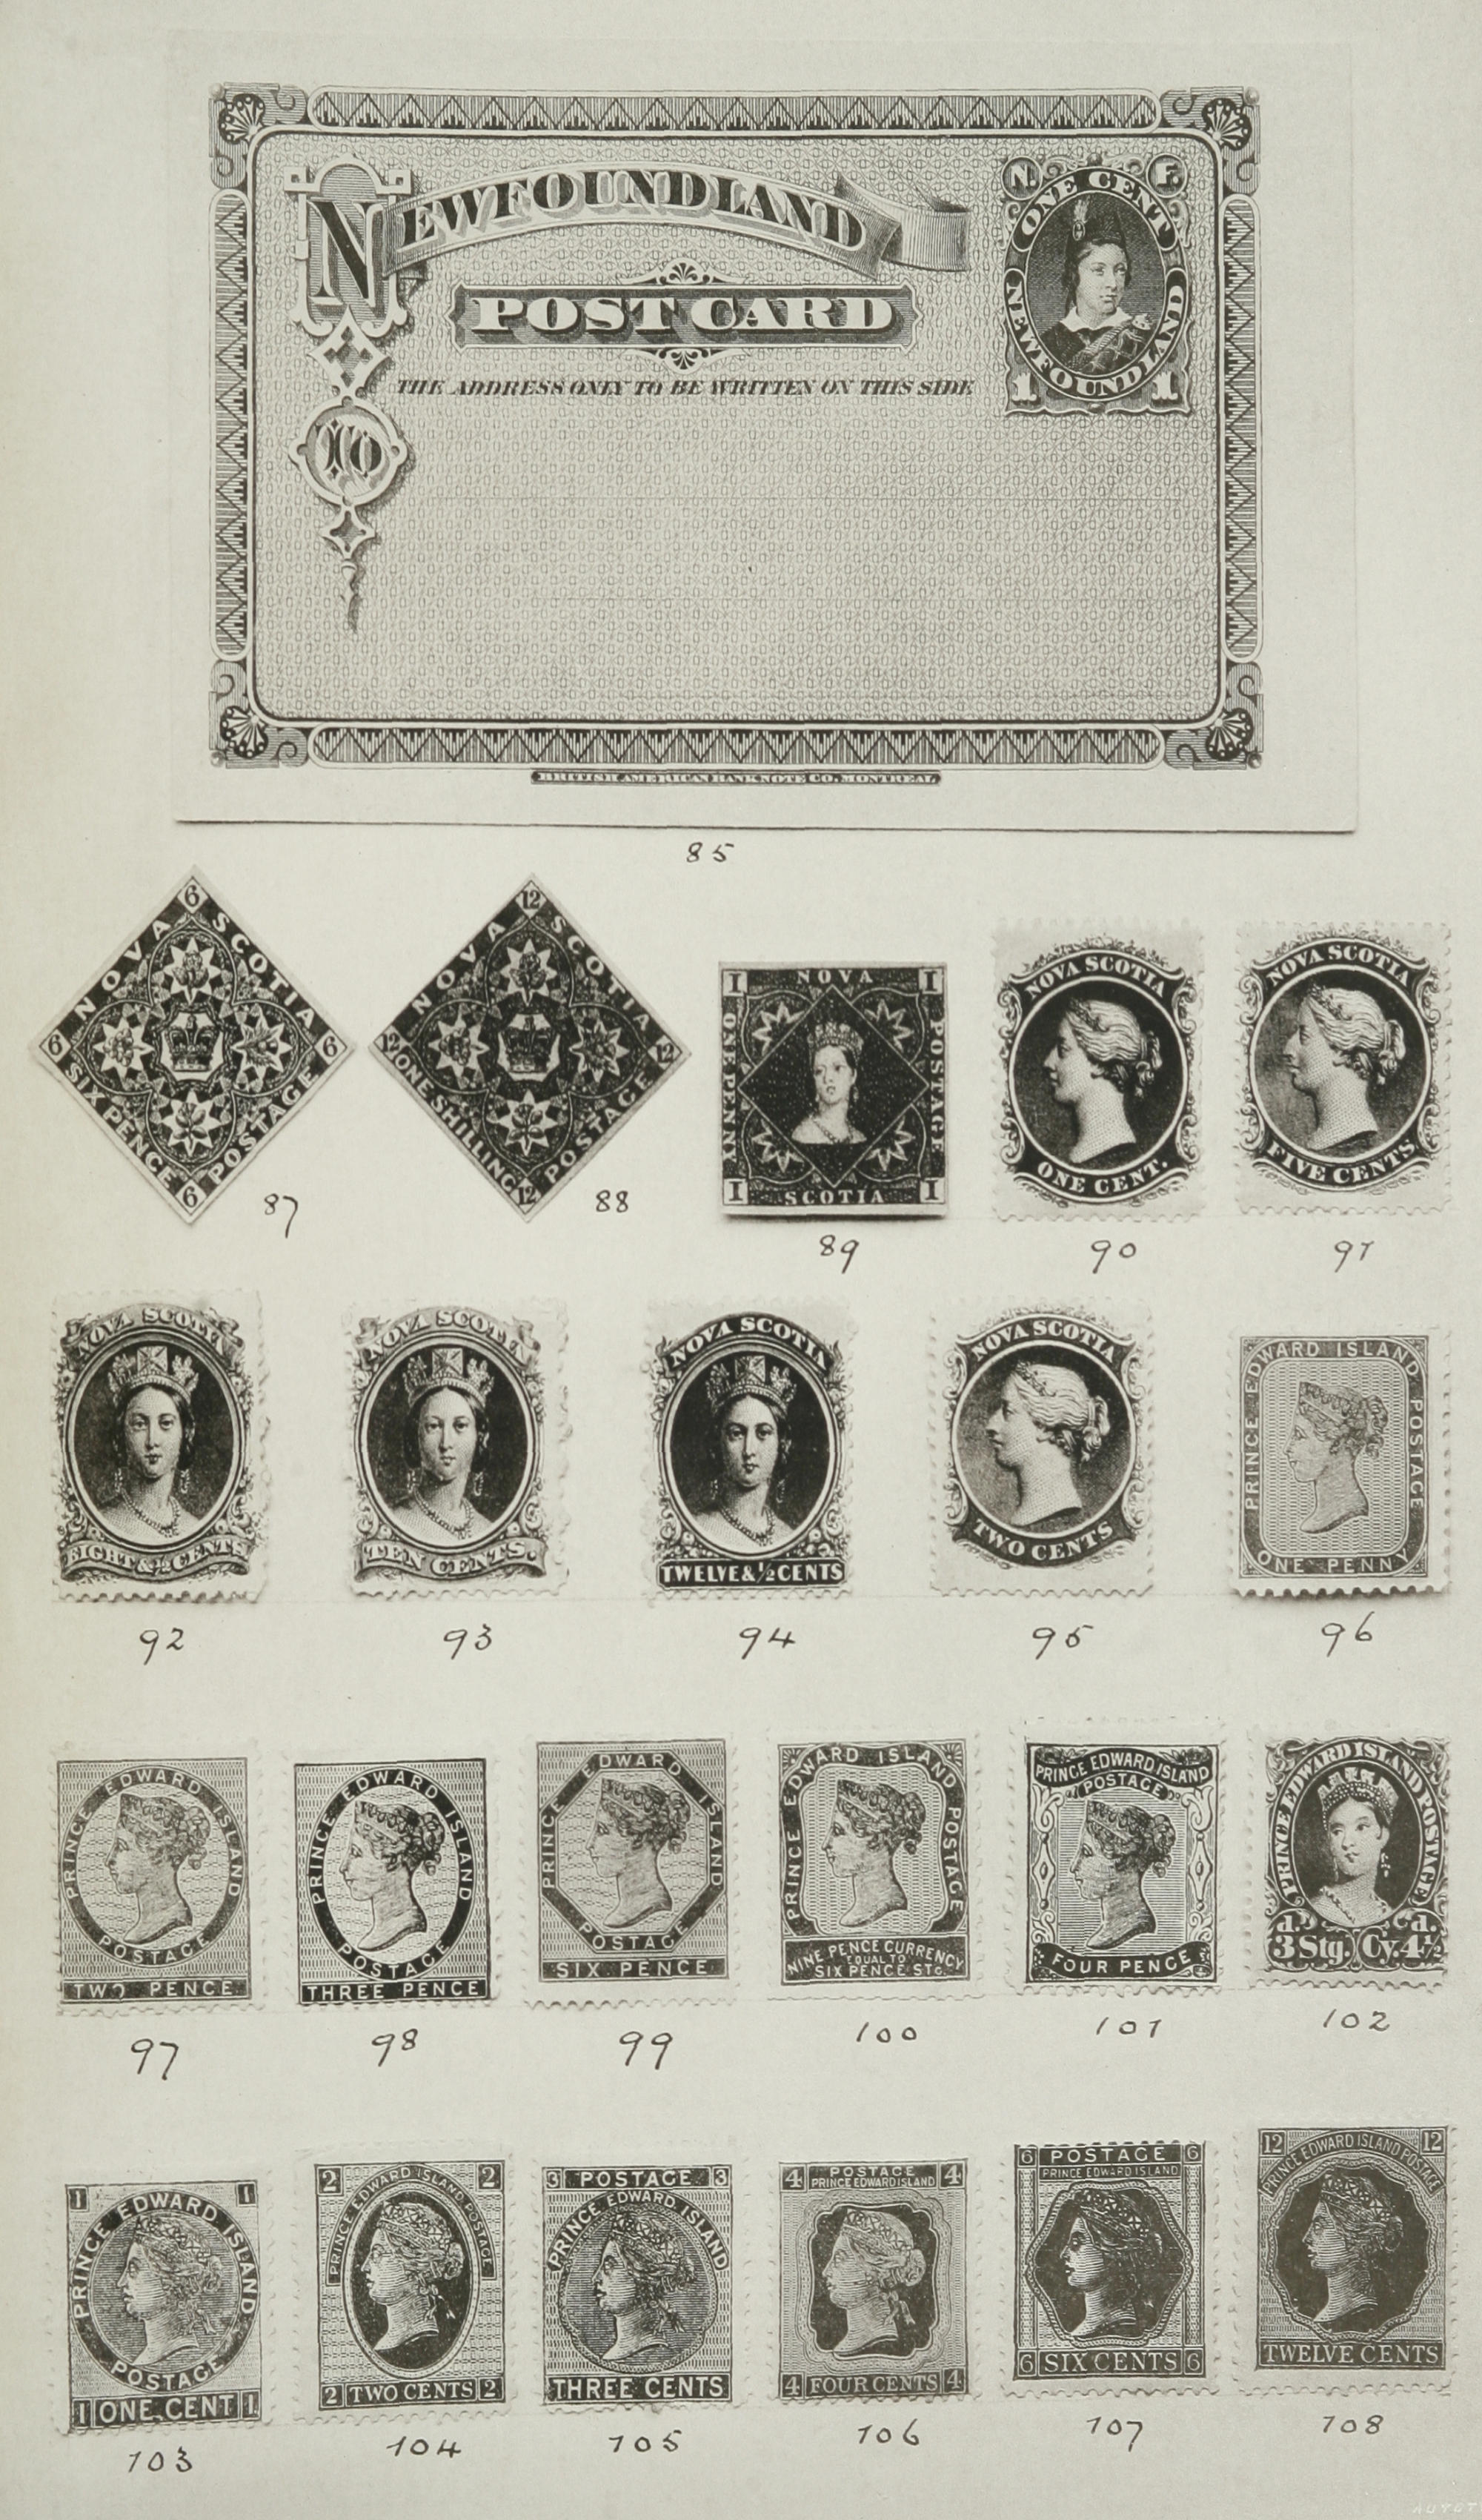 NEWFOUNDLAND
POST CARD
THE ADDRESS ONLY TO BE WRITTEN ON THIS SIDE
TO
N. F.
ONE CENT
NEWFOUNDLAND
1 1
BRITISH AMERICAN BANK NOTE CO. MONTREAL
85
6 NOVA SCOTIA
6 6
SIX PENCE POSTAGE
6
87
12 NOVA SCOTIA
12 12
ONE SHILLING POSTAGE
12
88
I NOVA I
ONE PENNY POSTAGE
I SCOTIA I
89
NOVA SCOTIA
ONE CENT.
90
NOVA SCOTIA
FIVE CENTS
91
NOVA SCOTIA
EIGHT & ½ CENTS
92
NOVA SCOTIA
TEN CENTS.
93
NOVA SCOTIA
TWELVE & ½ CENTS
94
NOVA SCOTIA
TWO CENTS
95
PRINCE EDWARD ISLAND POSTAGE
ONE PENNY
96
PRINCE EDWARD ISLAND
POSTAGE
TWO PENCE
97
PRINCE EDWARD ISLAND
POSTAGE
THREE PENCE
98
PRINCE EDWARD ISLAND
POSTAGE
SIX PENCE
99
PRINCE EDWARD ISLAND POSTAGE
NINE PENCE CURRENCY
EQUAL TO
SIX PENCE STG.
100
PRINCE EDWARD ISLAND
POSTAGE
FOUR PENCE
101
PRINCE EDWARD ISLAND POSTAGE
d. d.
3 Stg. Cy. 4½
102
1 1
PRINCE EDWARD ISLAND
POSTAGE
1 ONE CENT 1
103
2 2
PRINCE EDWARD ISLAND POSTAGE
2 TWO CENTS 2
104
3 POSTAGE 3
PRINCE EDWARD ISLAND
THREE CENTS
105
4 POSTAGE 4
PRINCE EDWARD ISLAND
4 FOUR CENTS 4
106
6 POSTAGE 6
PRINCE EDWARD ISLAND
6 SIX CENTS 6
107
12 12
PRINCE EDWARD ISLAND POSTAGE
TWELVE CENTS
108